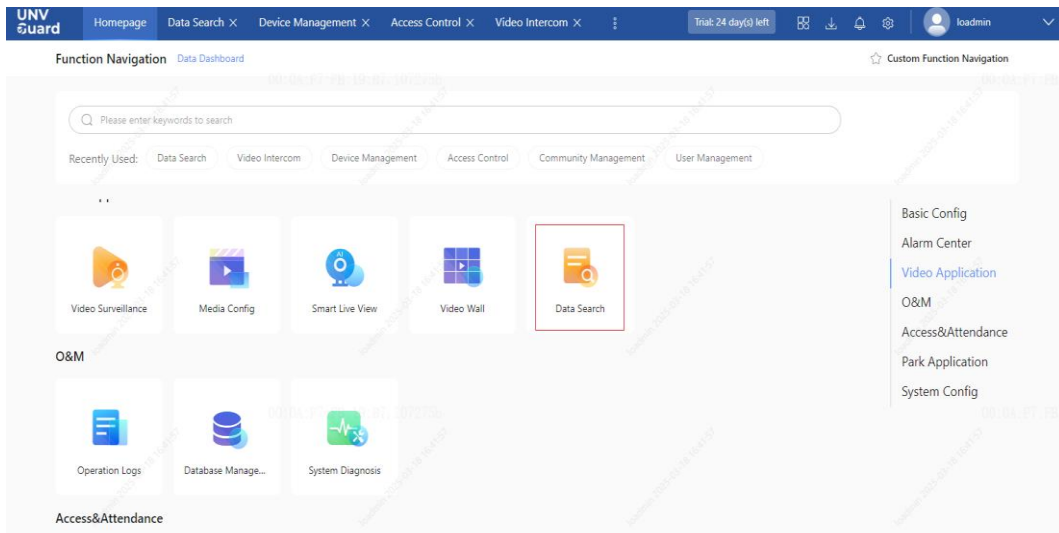 UNV Guard
Homepage Data Search Device Management Access Control Video Intercom Trial: 24 day(s) left loadmin
Function Navigation Data Dashboard Custom Function Navigation
Please enter keywords to search
Recently Used: Data Search Video Intercom Device Management Access Control Community Management User Management
Basic Config
Alarm Center
Video Application
O&M
Access&Attendance
Park Application
System Config
AI
Video Surveillance Media Config Smart Live View Video Wall Data Search
O&M
Operation Logs Database Manage... System Diagnosis
Access&Attendance